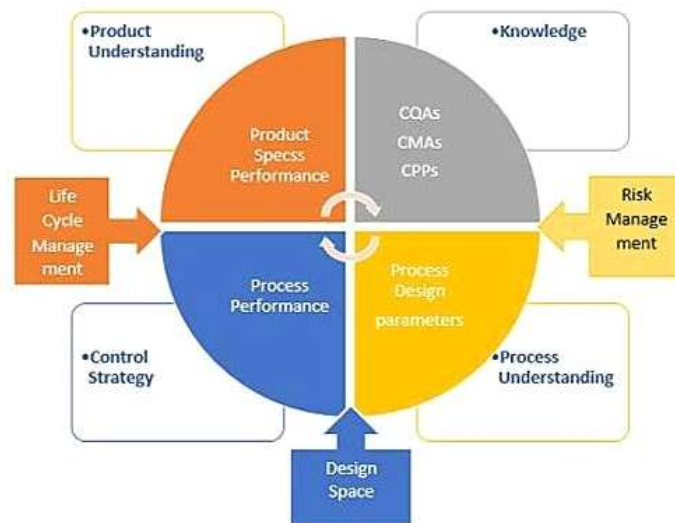 •Product
Understanding
•Knowledge
Product
Specss
Performance
CQAs
CMAs
CPPs
Life
Cycle
Manage
ment
Risk
Manage
ment
Process
Performance
Process
Design
parameters
•Control
Strategy
•Process
Understanding
Design
Space